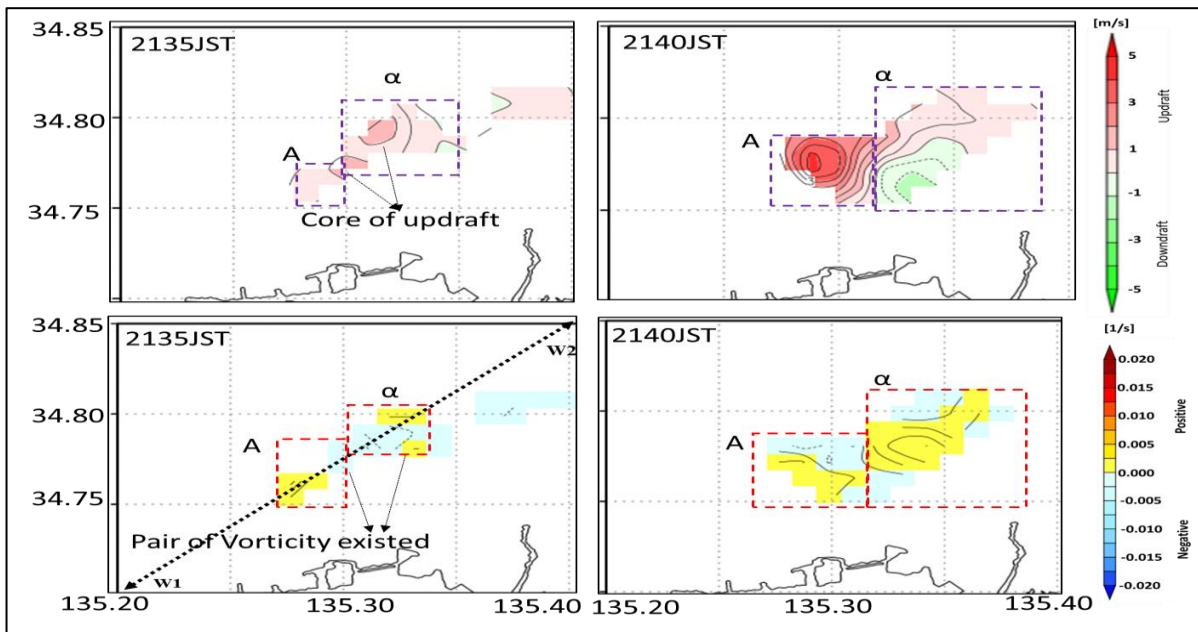 34.85
2135JST
α
34.80
A
34.75
Core of updraft
2140JST
α
A
[m/s]
5
3
1
-1
-3
-5
Updraft
Downdraft
34.85
2135JST
W2
α
34.80
A
34.75
Pair of Vorticity existed
W1
135.20
135.30
135.40
2140JST
α
A
135.20
135.30
135.40
[1/s]
0.020
0.015
0.010
0.005
0.000
-0.005
-0.010
-0.015
-0.020
Positive
Negative